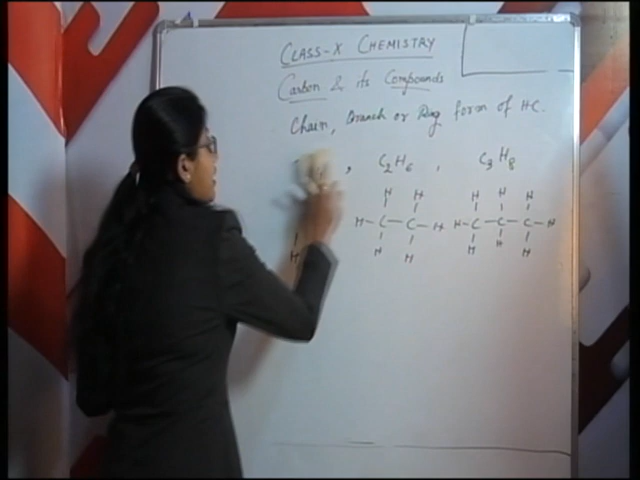 CLASS-X CHEMISTRY
Carbon & its Compounds
Chain, Branch or Ring form of HC.
, C2H6 , C3H8
H H H H H
H-C-C-H H-C-C-C-H
H H H H H H